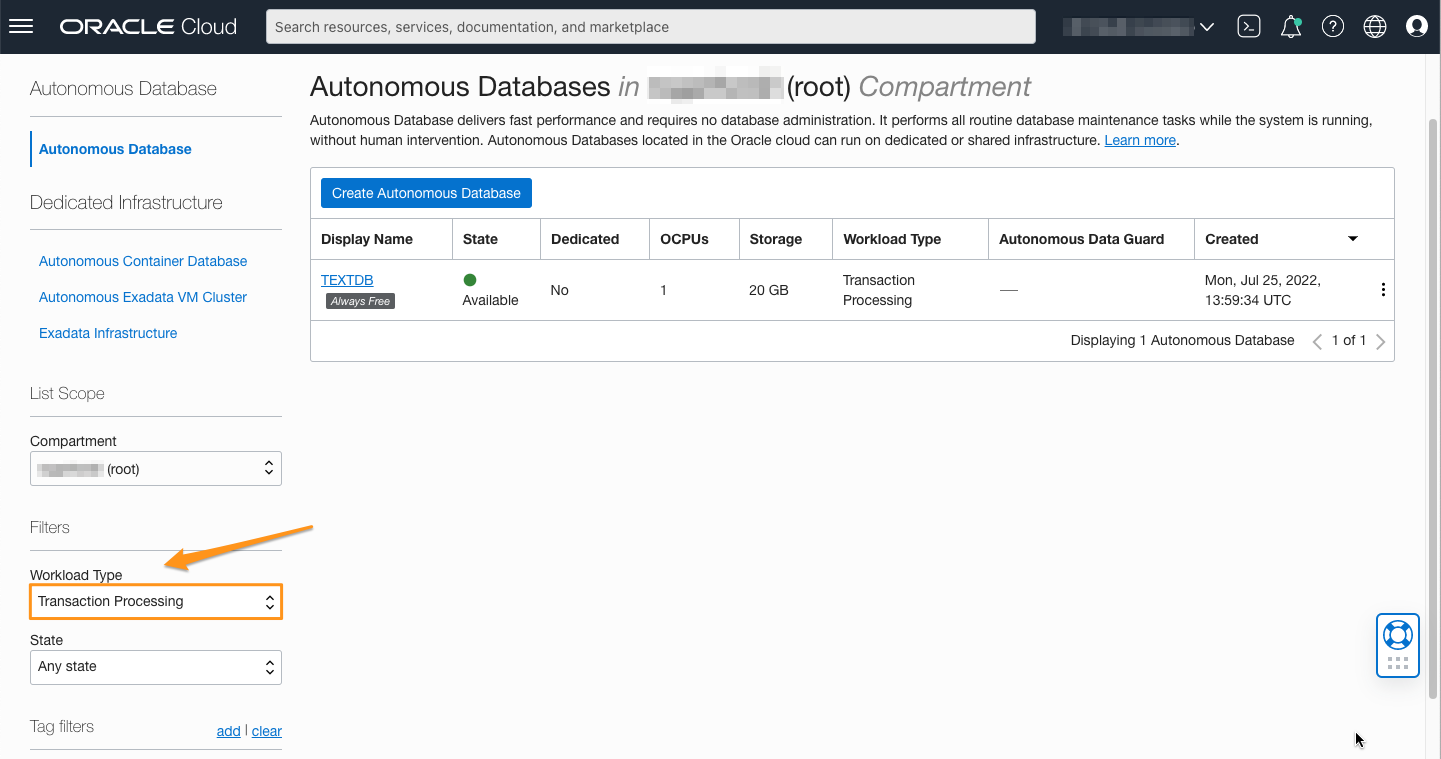 ORACLE Cloud
Search resources, services, documentation, and marketplace
Autonomous Database
Autonomous Database
Dedicated Infrastructure
Autonomous Container Database
Autonomous Exadata VM Cluster
Exadata Infrastructure
List Scope
Compartment
(root)
Filters
Workload Type
Transaction Processing
State
Any state
Tag filters add | clear
Autonomous Databases in (root) Compartment
Autonomous Database delivers fast performance and requires no database administration. It performs all routine database maintenance tasks while the system is running,
without human intervention. Autonomous Databases located in the Oracle cloud can run on dedicated or shared infrastructure. Learn more.
Create Autonomous Database
Display Name State Dedicated OCPUs Storage Workload Type Autonomous Data Guard Created
TEXTDB Transaction Mon, Jul 25, 2022,
Always Free Available No 1 20 GB Processing — 13:59:34 UTC
Displaying 1 Autonomous Database 1 of 1